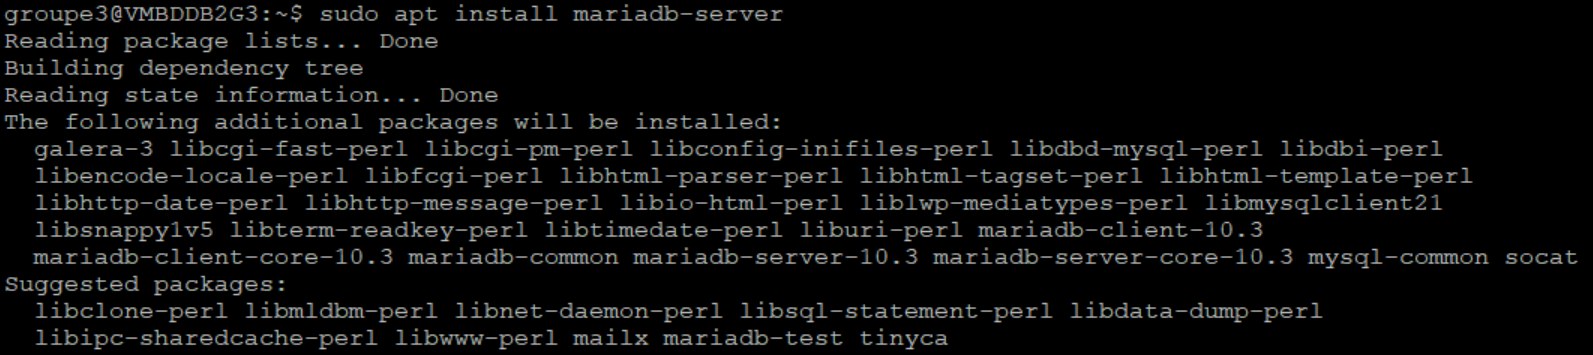 groupe3@VMBDDB2G3:~$ sudo apt install mariadb-server
Reading package lists... Done
Building dependency tree
Reading state information... Done
The following additional packages will be installed:
  galera-3 libcgi-fast-perl libcgi-pm-perl libconfig-inifiles-perl libdbd-mysql-perl libdbi-perl
  libencode-locale-perl libfcgi-perl libhtml-parser-perl libhtml-tagset-perl libhtml-template-perl
  libhttp-date-perl libhttp-message-perl libio-html-perl liblwp-mediatypes-perl libmysqlclient21
  libsnappy1v5 libterm-readkey-perl libtimedate-perl liburi-perl mariadb-client-10.3
  mariadb-client-core-10.3 mariadb-common mariadb-server-10.3 mariadb-server-core-10.3 mysql-common socat
Suggested packages:
  libclone-perl libmldbm-perl libnet-daemon-perl libsql-statement-perl libdata-dump-perl
  libipc-sharedcache-perl libwww-perl mailx mariadb-test tinyca